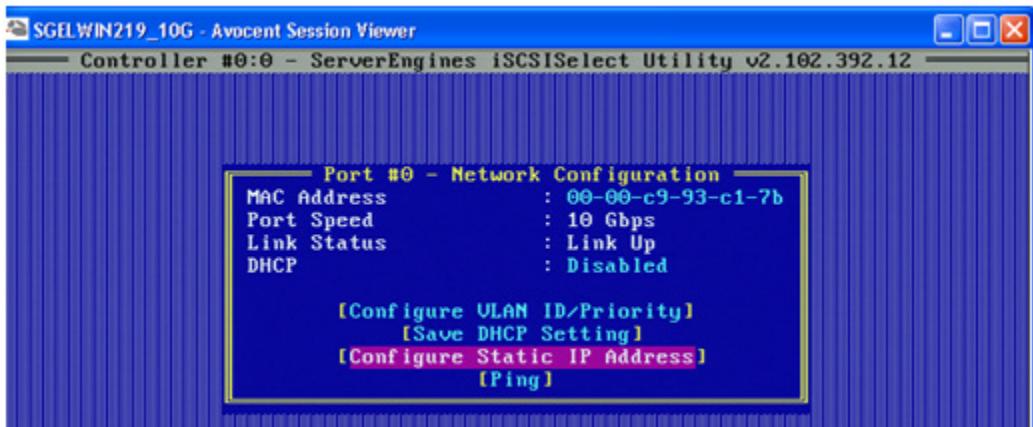 SGELWIN219_10G - Avocent Session Viewer
Controller #0:0 - ServerEngines iSCSISelect Utility v2.102.392.12
Port #0 - Network Configuration
MAC Address : 00-00-c9-93-c1-7b
Port Speed : 10 Gbps
Link Status : Link Up
DHCP : Disabled
[Configure VLAN ID/Priority]
[Save DHCP Setting]
[Configure Static IP Address]
[Ping]